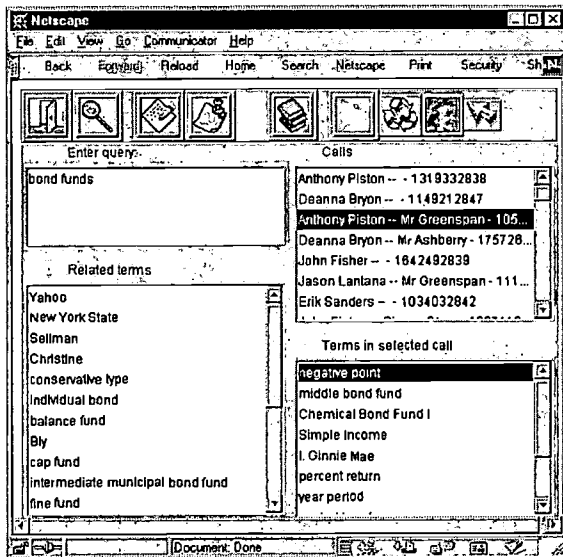 Netscape
File Edit View Go Communicator Help
Back Forward Reload Home Search Netscape Print Security Sh
Enter query:
bond funds
Calls
Anthony Piston -- - 1319332838
Deanna Bryon -- - 1149212847
Anthony Piston -- Mr Greenspan - 105...
Deanna Bryon -- Mr Ashberry - 175728...
John Fisher -- - 1642492839
Jason Lantana -- Mr Greenspan - 111...
Erik Sanders -- - 1034032842
Related terms
Yahoo
New York State
Sellman
Christine
conservative type
individual bond
balance fund
Bly
cap fund
intermediate municipal bond fund
fine fund
Terms in selected call
negative point
middle bond fund
Chemical Bond Fund I
Simple Income
I. Ginnie Mae
percent return
year period
Document: Done